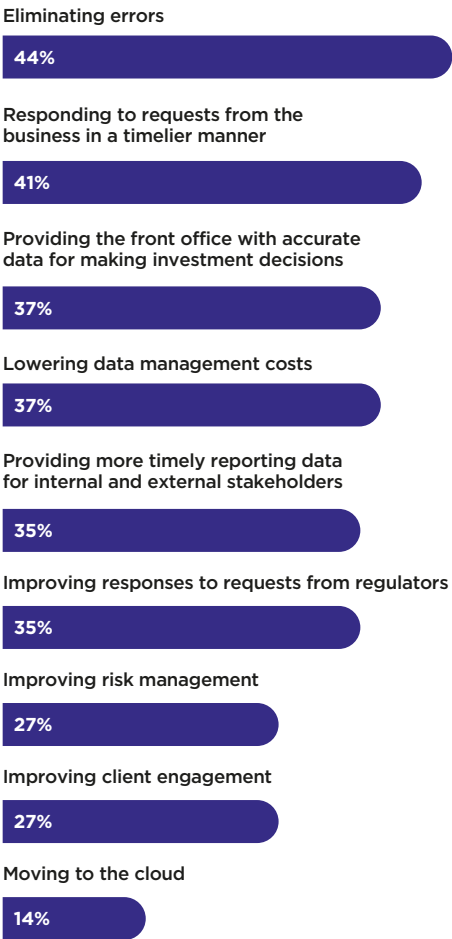 Eliminating errors
44%
Responding to requests from the
business in a timelier manner
41%
Providing the front office with accurate
data for making investment decisions
37%
Lowering data management costs
37%
Providing more timely reporting data
for internal and external stakeholders
35%
Improving responses to requests from regulators
35%
Improving risk management
27%
Improving client engagement
27%
Moving to the cloud
14%